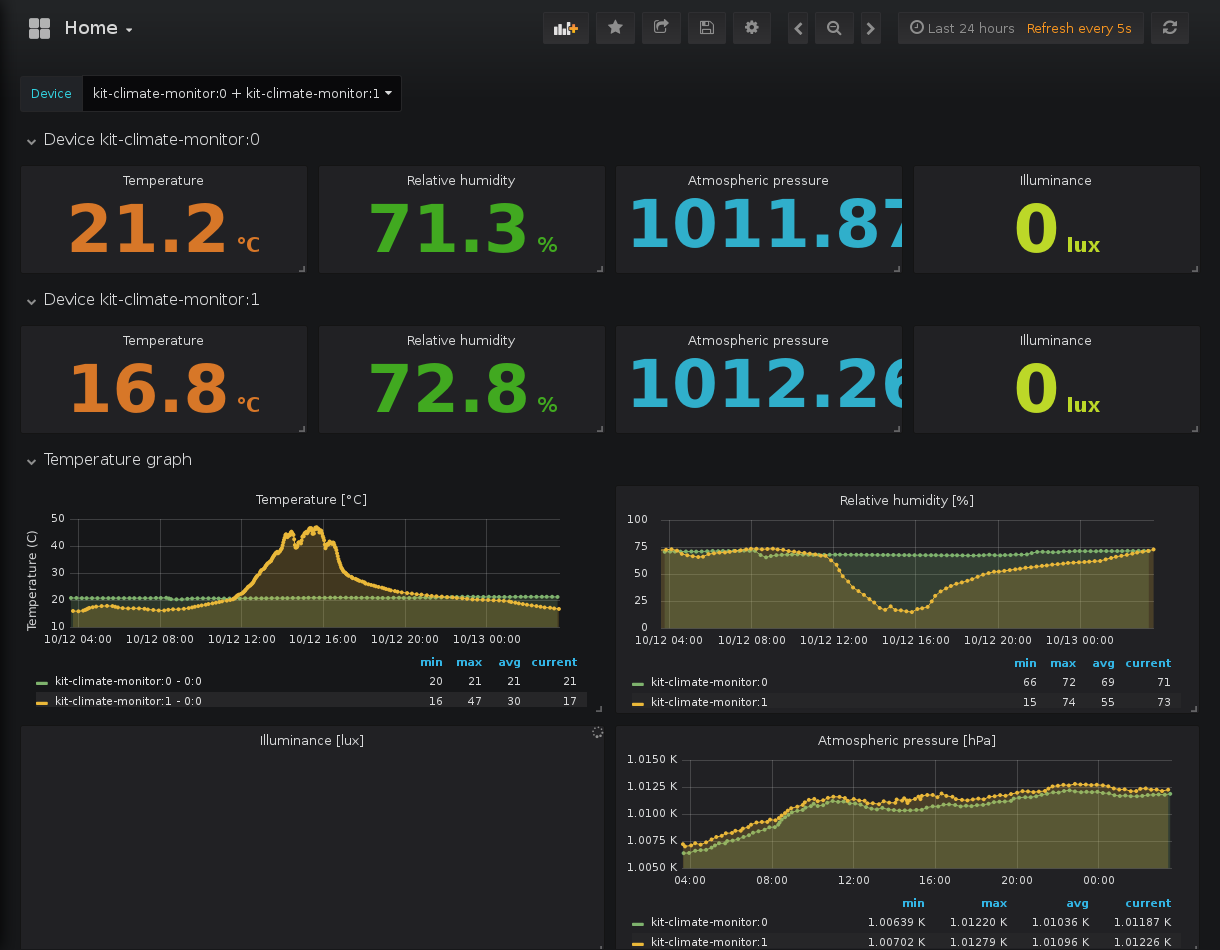 Home
Last 24 hours Refresh every 5s
Device kit-climate-monitor:0 + kit-climate-monitor:1
Device kit-climate-monitor:0
Temperature Relative humidity Atmospheric pressure Illuminance
21.2 °C 71.3 % 1011.87 0 lux
Device kit-climate-monitor:1
Temperature Relative humidity Atmospheric pressure Illuminance
16.8 °C 72.8 % 1012.26 0 lux
Temperature graph
Temperature [°C]
Temperature (C)
50
40
30
20
10
10/12 04:00 10/12 08:00 10/12 12:00 10/12 16:00 10/12 20:00 10/13 00:00
min max avg current
kit-climate-monitor:0 - 0:0 20 21 21 21
kit-climate-monitor:1 - 0:0 16 47 30 17
Relative humidity [%]
100
75
50
25
0
10/12 04:00 10/12 08:00 10/12 12:00 10/12 16:00 10/12 20:00 10/13 00:00
min max avg current
kit-climate-monitor:0 66 72 69 71
kit-climate-monitor:1 15 74 55 73
Illuminance [lux]
Atmospheric pressure [hPa]
1.0150 K
1.0125 K
1.0100 K
1.0075 K
1.0050 K
04:00 08:00 12:00 16:00 20:00 00:00
min max avg current
kit-climate-monitor:0 1.00639 K 1.01220 K 1.01036 K 1.01187 K
kit-climate-monitor:1 1.00702 K 1.01279 K 1.01096 K 1.01226 K